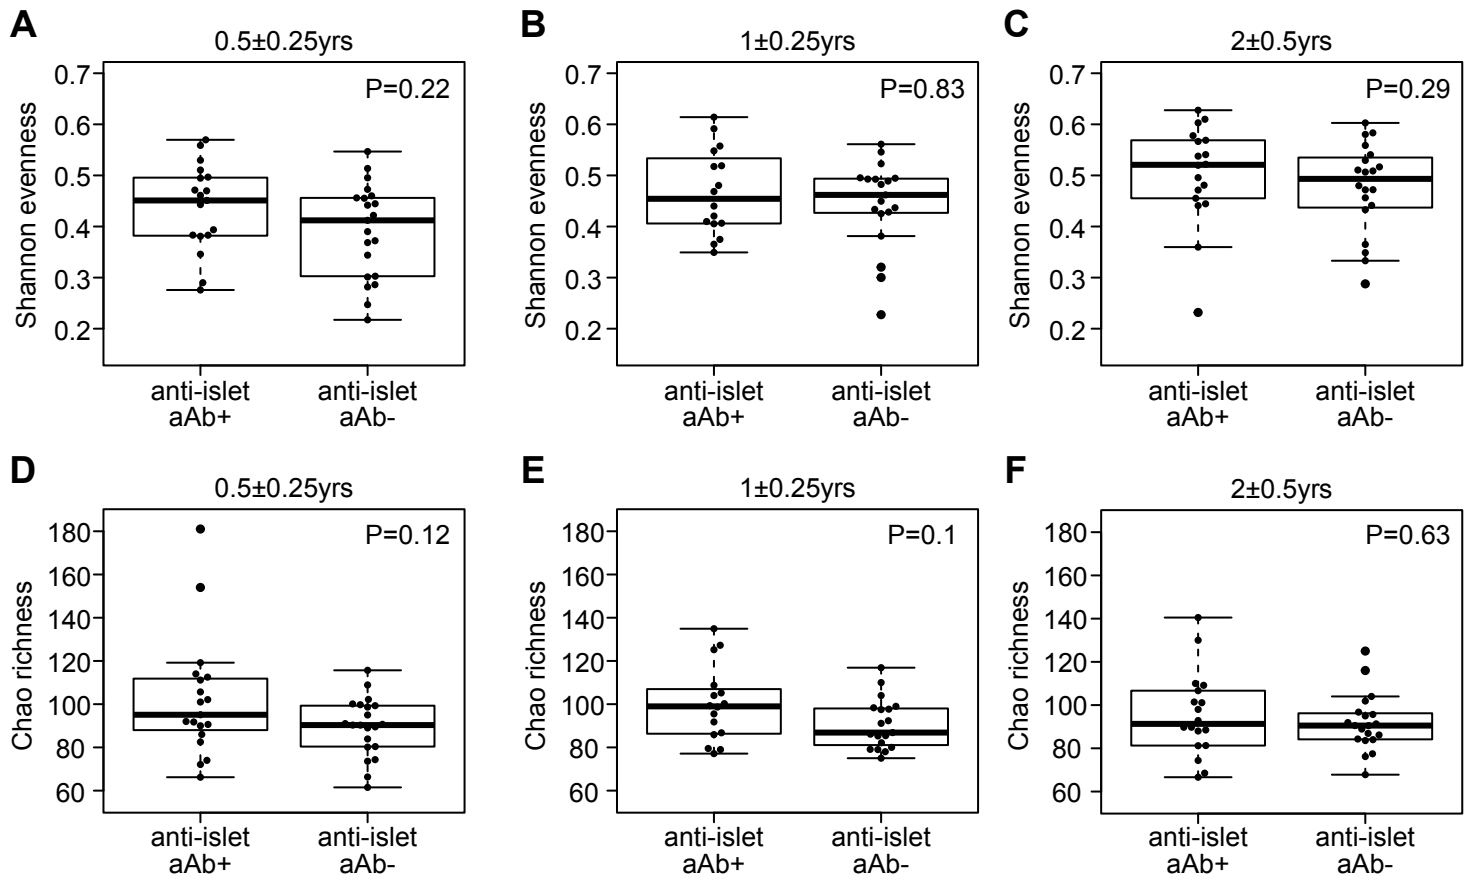 A
0.5±0.25yrs
P=0.22
Shannon evenness
0.7
0.6
0.5
0.4
0.3
0.2
anti-islet
aAb+
anti-islet
aAb-
B
1±0.25yrs
P=0.83
Shannon evenness
0.7
0.6
0.5
0.4
0.3
0.2
anti-islet
aAb+
anti-islet
aAb-
C
2±0.5yrs
P=0.29
Shannon evenness
0.7
0.6
0.5
0.4
0.3
0.2
anti-islet
aAb+
anti-islet
aAb-
D
0.5±0.25yrs
P=0.12
Chao richness
180
160
140
120
100
80
60
anti-islet
aAb+
anti-islet
aAb-
E
1±0.25yrs
P=0.1
Chao richness
180
160
140
120
100
80
60
anti-islet
aAb+
anti-islet
aAb-
F
2±0.5yrs
P=0.63
Chao richness
180
160
140
120
100
80
60
anti-islet
aAb+
anti-islet
aAb-